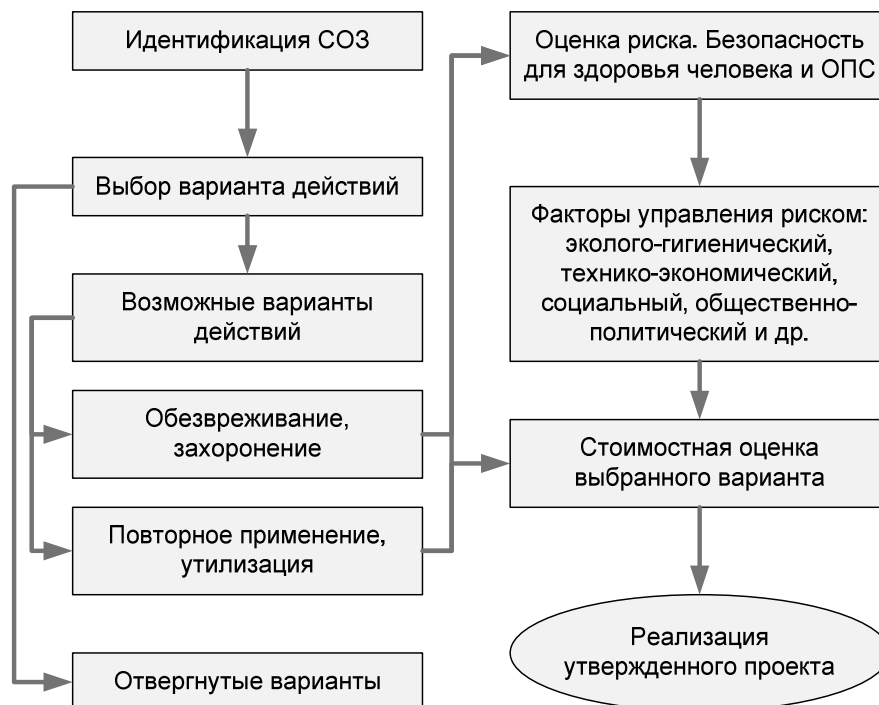 Идентификация СОЗ
Выбор варианта действий
Возможные варианты
действий
Обезвреживание,
захоронение
Повторное применение,
утилизация
Отвергнутые варианты
Оценка риска. Безопасность
для здоровья человека и ОПС
Факторы управления риском:
эколого-гигиенический,
технико-экономический,
социальный, общественно-
политический и др.
Стоимостная оценка
выбранного варианта
Реализация
утвержденного проекта